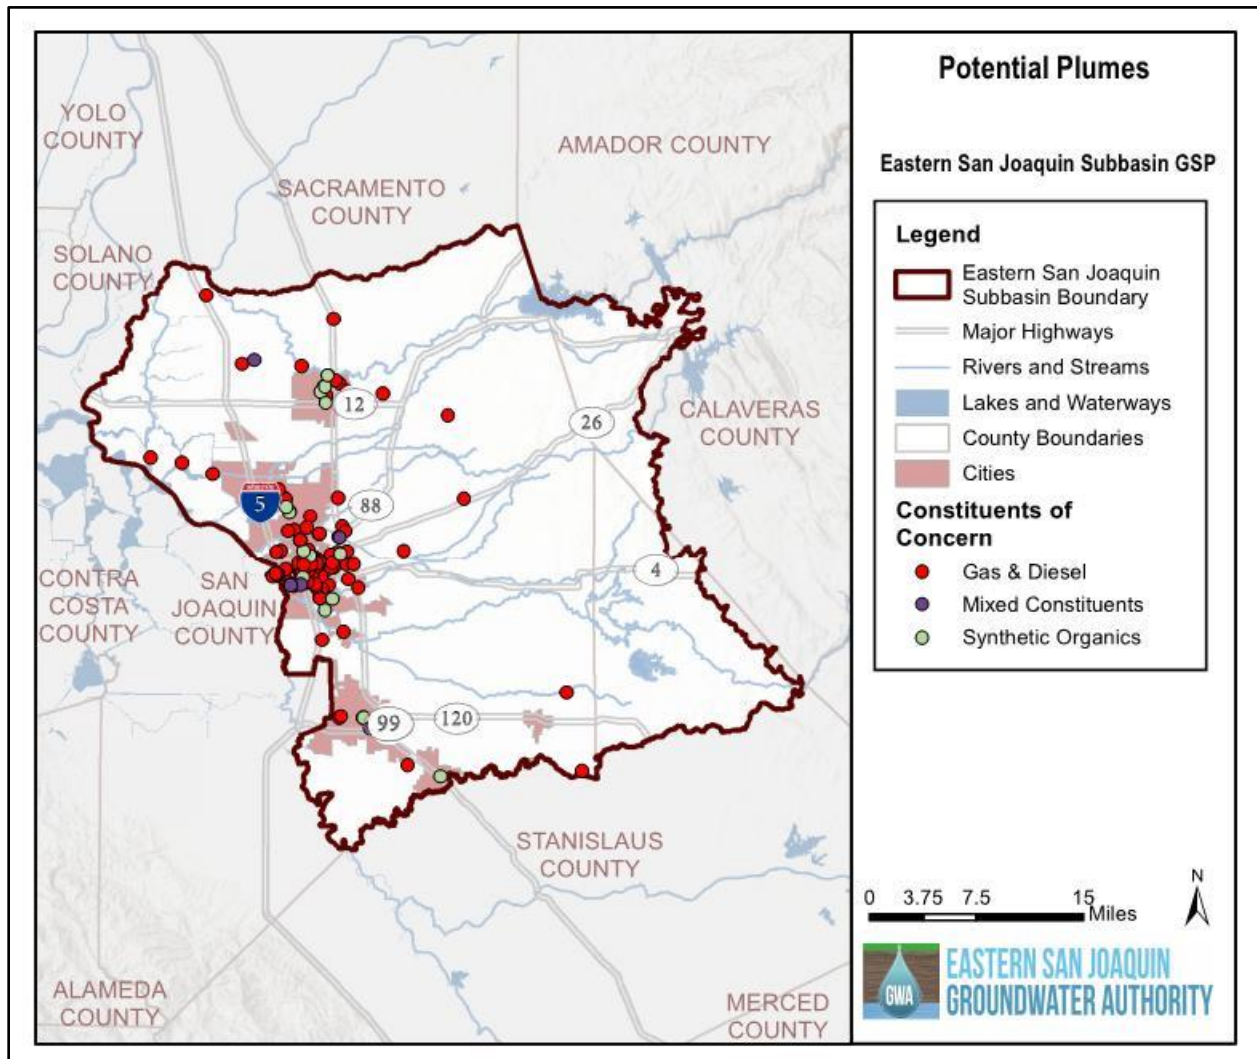 Potential Plumes
Eastern San Joaquin Subbasin GSP
Legend
Eastern San Joaquin
Subbasin Boundary
Major Highways
Rivers and Streams
Lakes and Waterways
County Boundaries
Cities
Constituents of
Concern
Gas & Diesel
Mixed Constituents
Synthetic Organics
N
0 3.75 7.5 15
Miles
GWA
EASTERN SAN JOAQUIN
GROUNDWATER AUTHORITY
YOLO
COUNTY
AMADOR COUNTY
SACRAMENTO
COUNTY
SOLANO
COUNTY
12
26
CALAVERAS
COUNTY
5
88
4
CONTRA
COSTA
COUNTY
SAN
JOAQUIN
COUNTY
99
120
STANISLAUS
COUNTY
ALAMEDA
COUNTY
MERCED
COUNTY